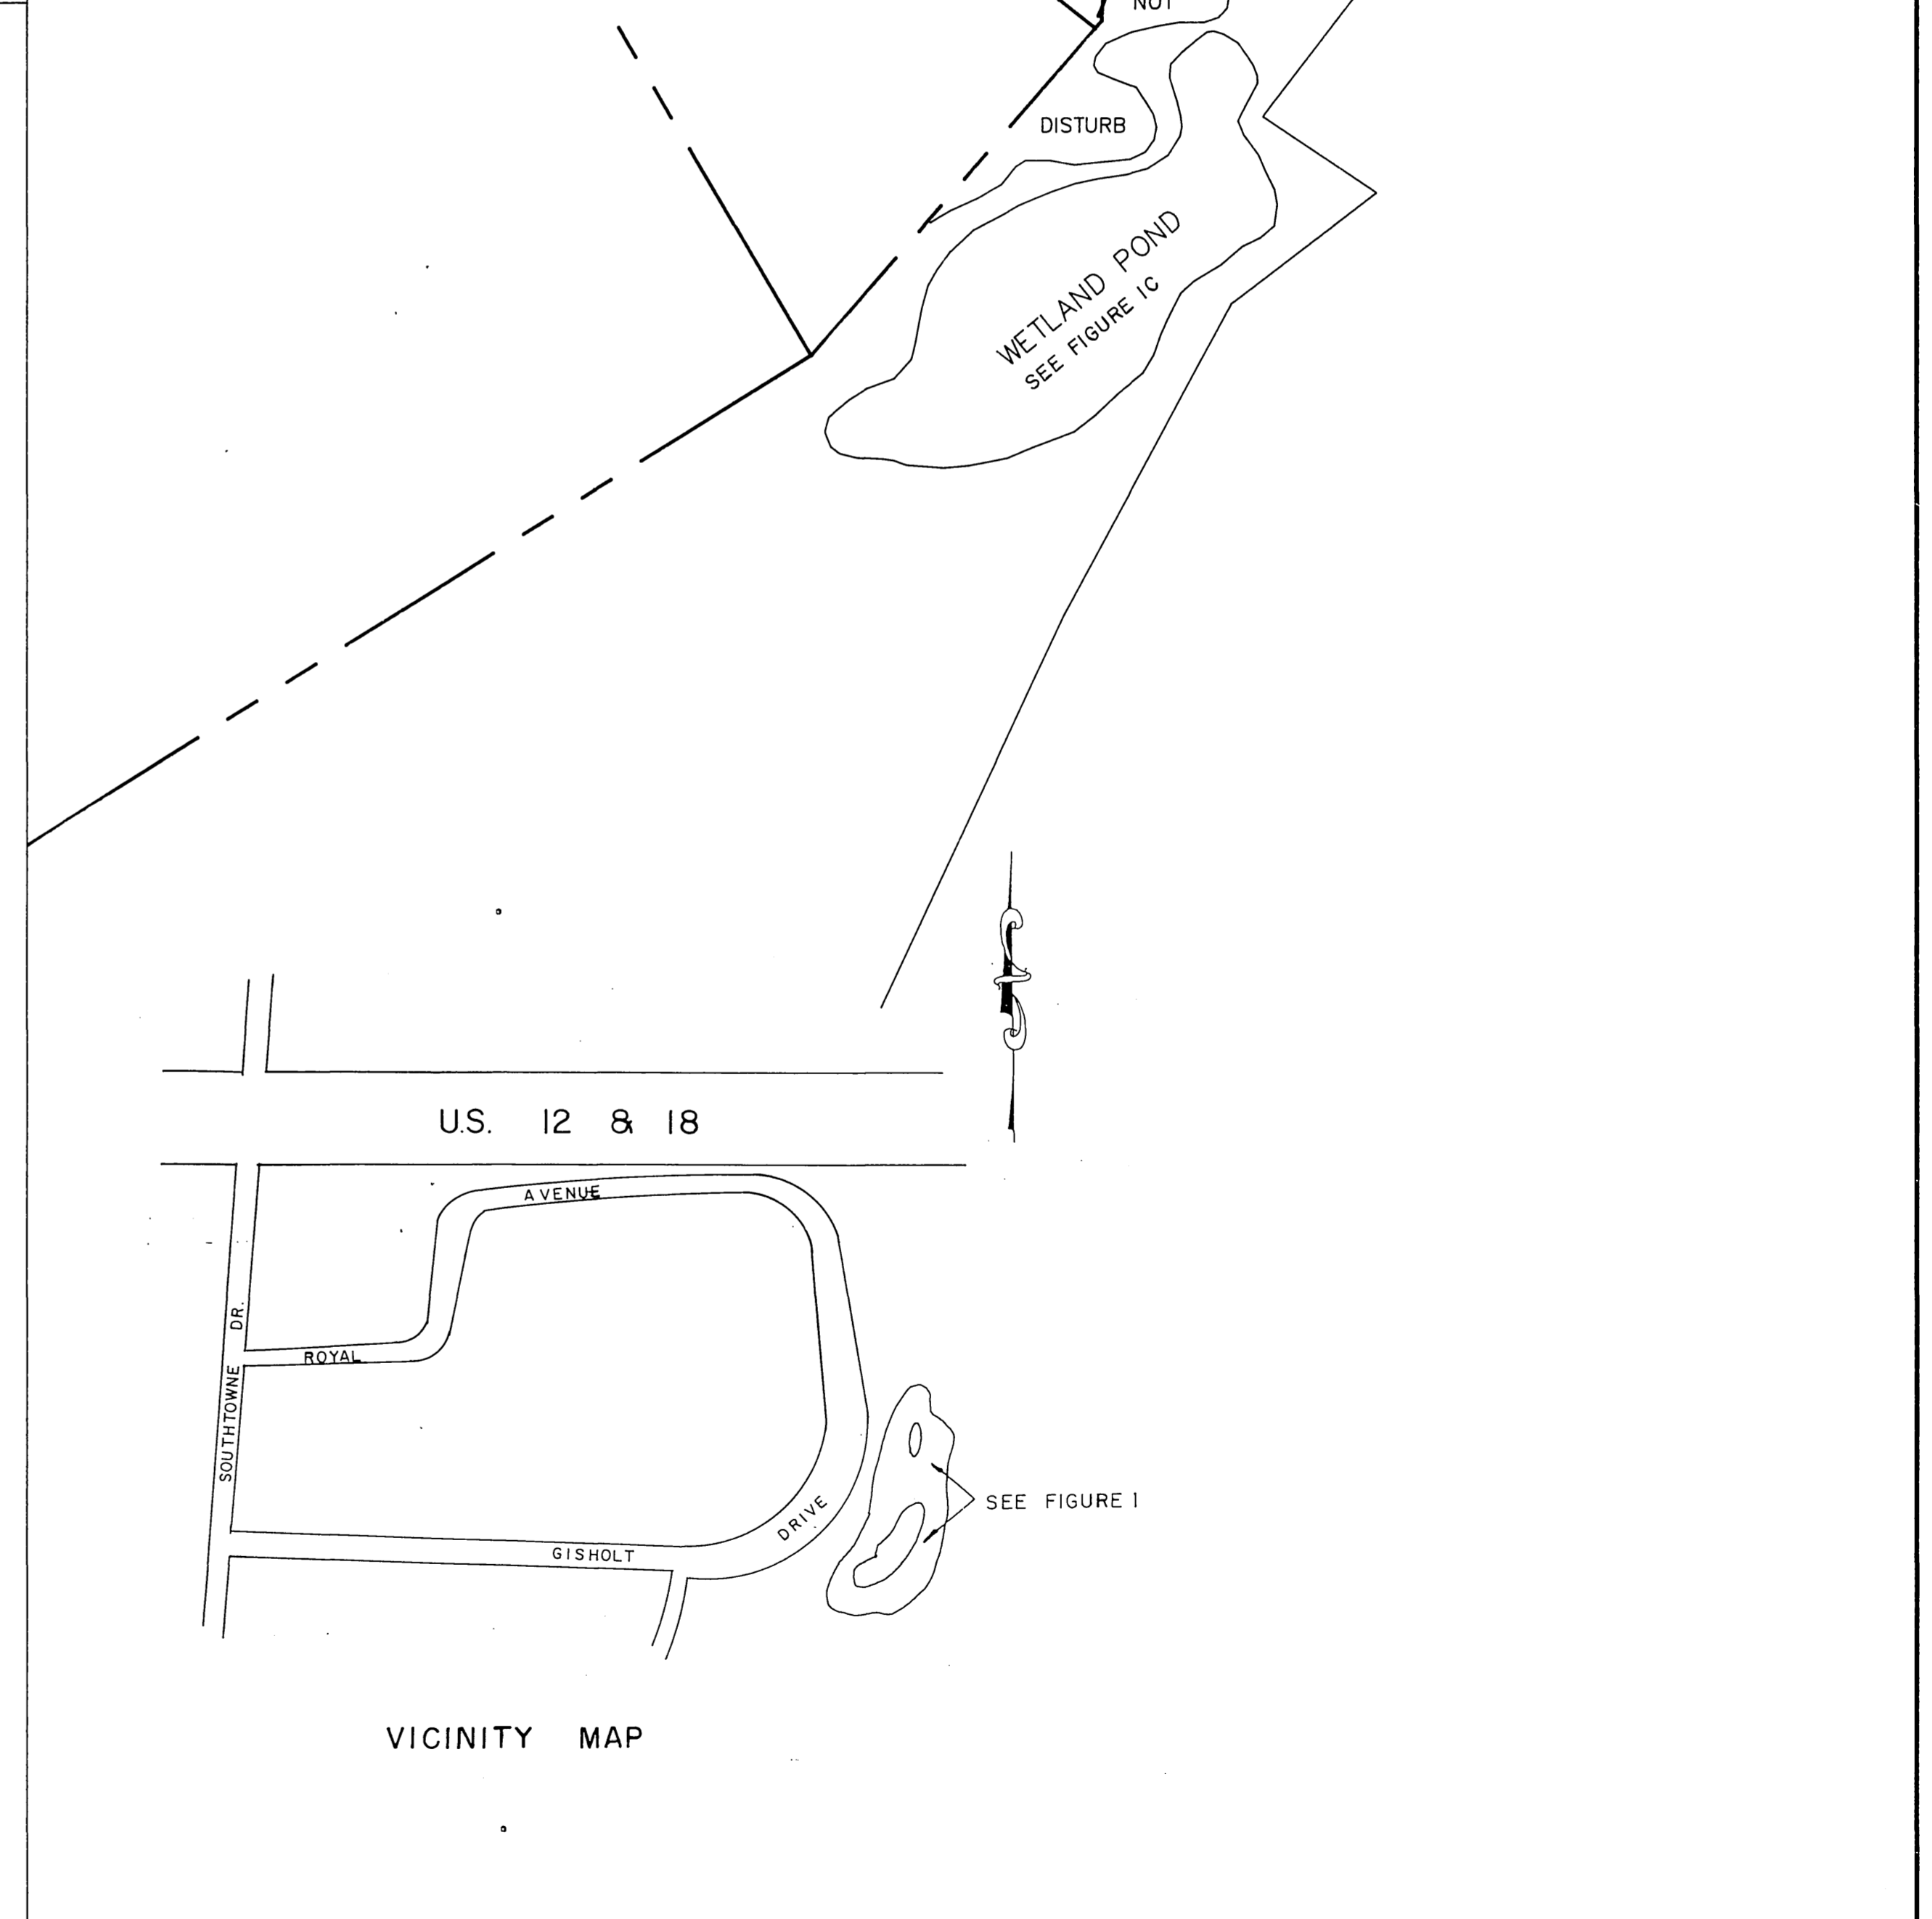 NOT
DISTURB
WETLAND POND
SEE FIGURE 1C
U.S. 12 & 18
AVENUE
SOUTHTOWNE DR.
ROYAL
SEE FIGURE 1
DRIVE
GISHOLT
VICINITY MAP